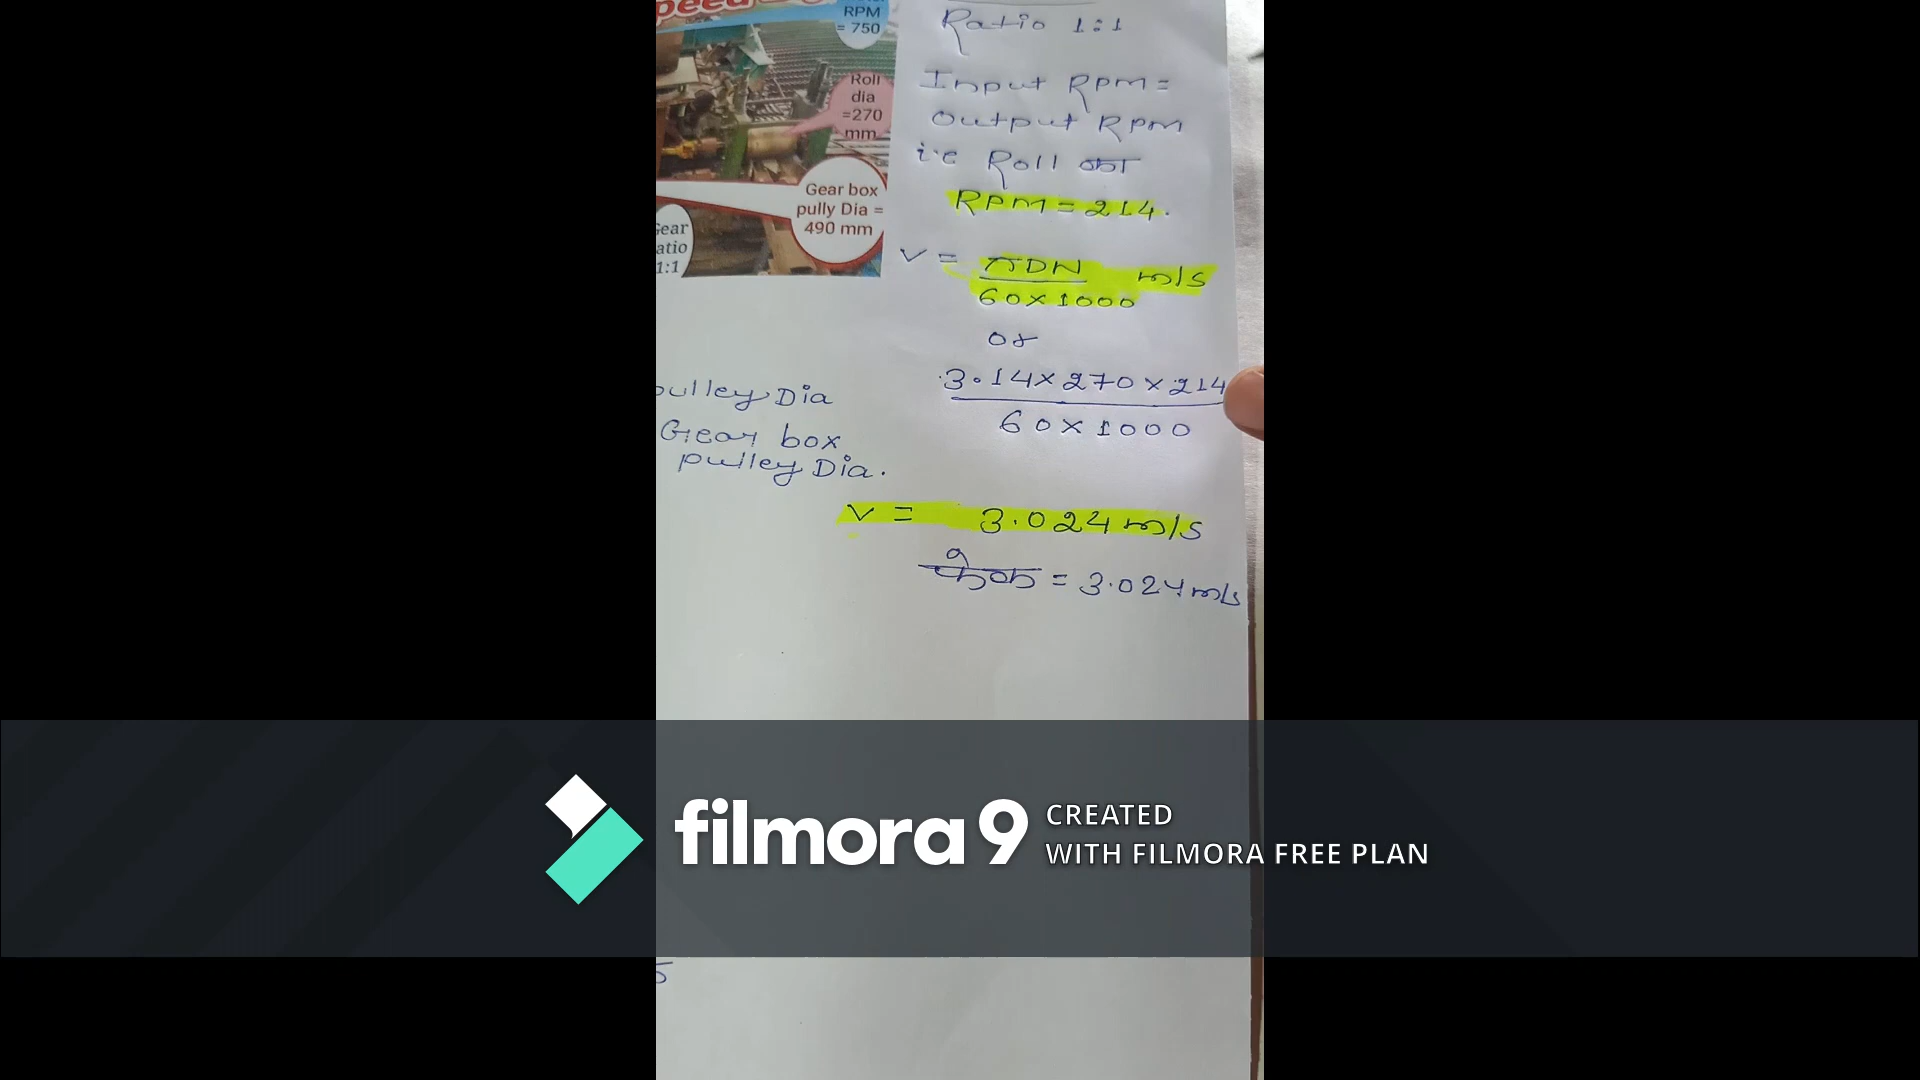 RPM
= 750
Roll
dia
=270
mm
Gear box
pully Dia =
490 mm
Gear
atio
1:1
Ratio 1:1
Input RPM =
Output RPM
i.e Roll का
RPM = 214.
V = πDN m/s
60×1000
or
3.14 × 270 × 214
60×1000
pulley Dia
Gear box
pulley Dia.
V = 3.024 m/s
= 3.024 m/s
5
filmora9
CREATED
WITH FILMORA FREE PLAN